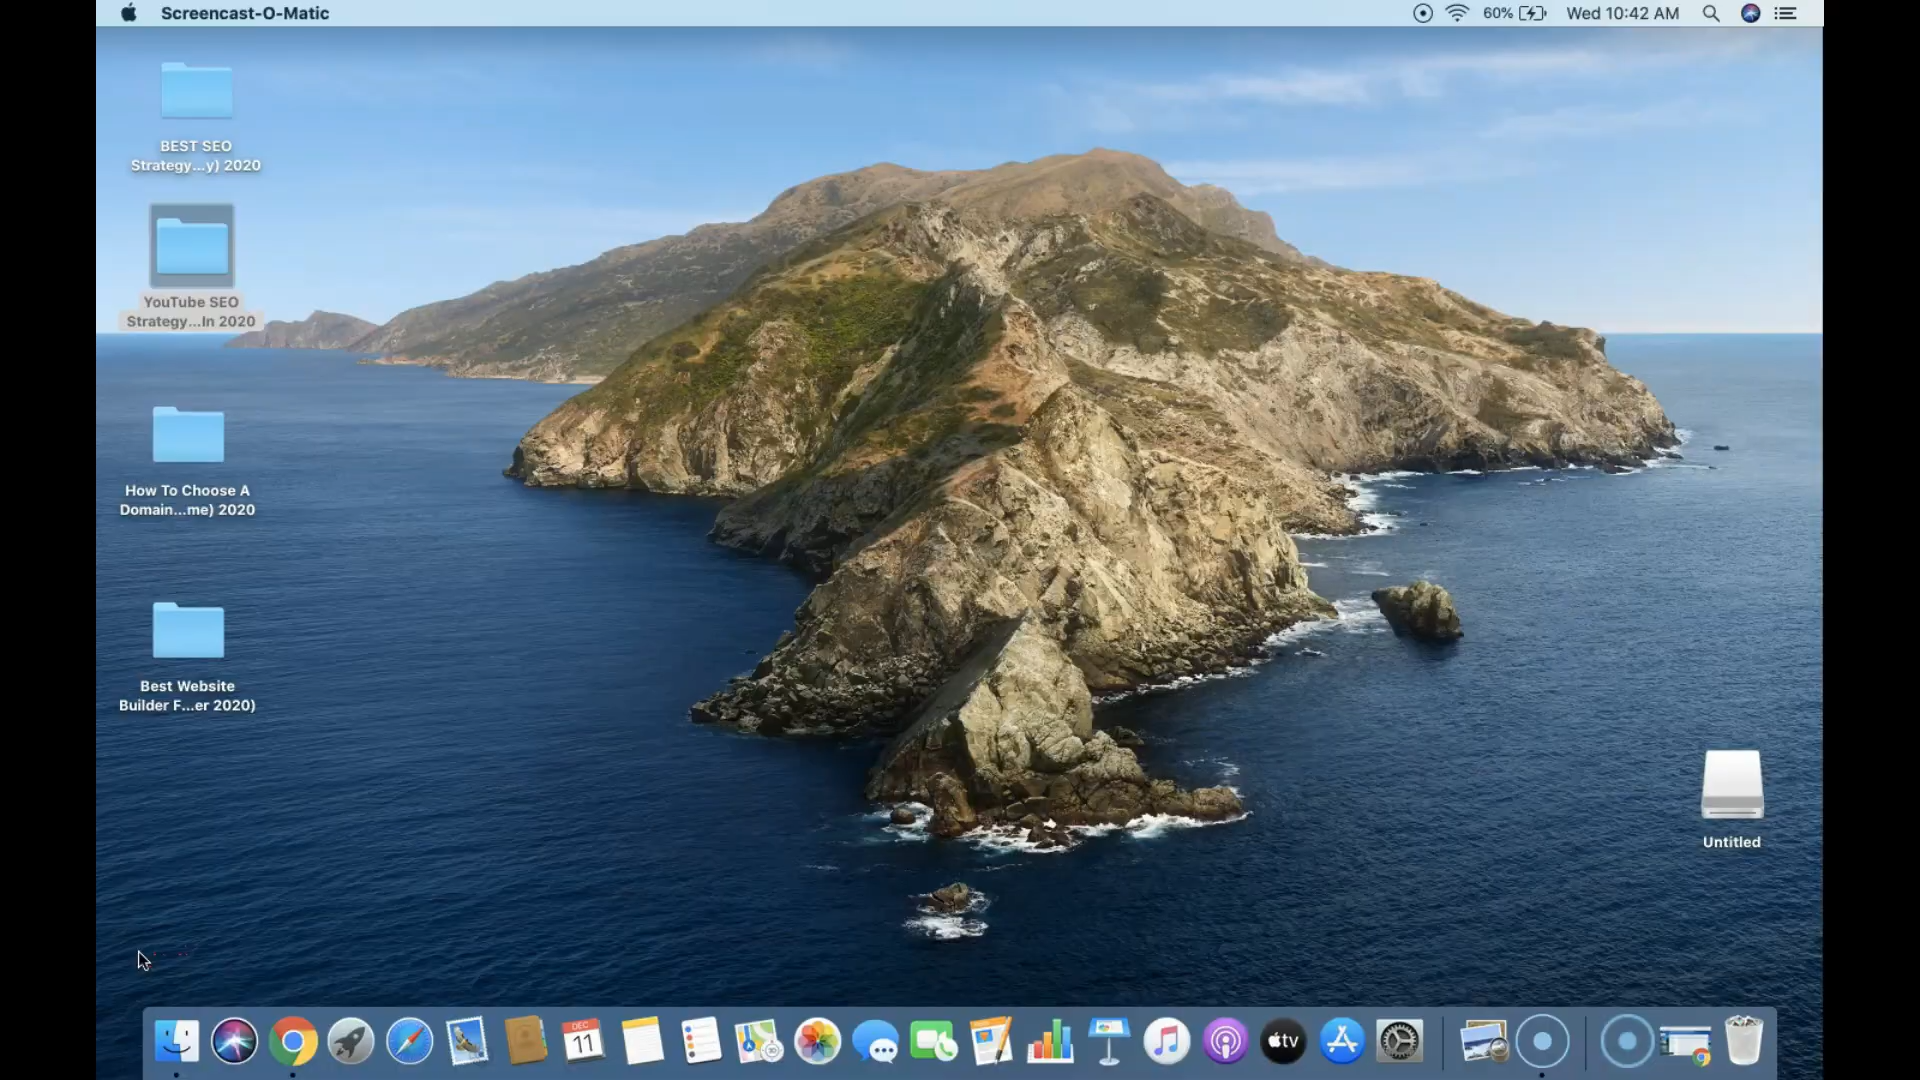 Screencast-O-Matic
60%
Wed 10:42 AM
BEST SEO
Strategy...y) 2020
YouTube SEO
Strategy...In 2020
How To Choose A
Domain...me) 2020
Best Website
Builder F...er 2020)
Untitled
DEC
11
tv